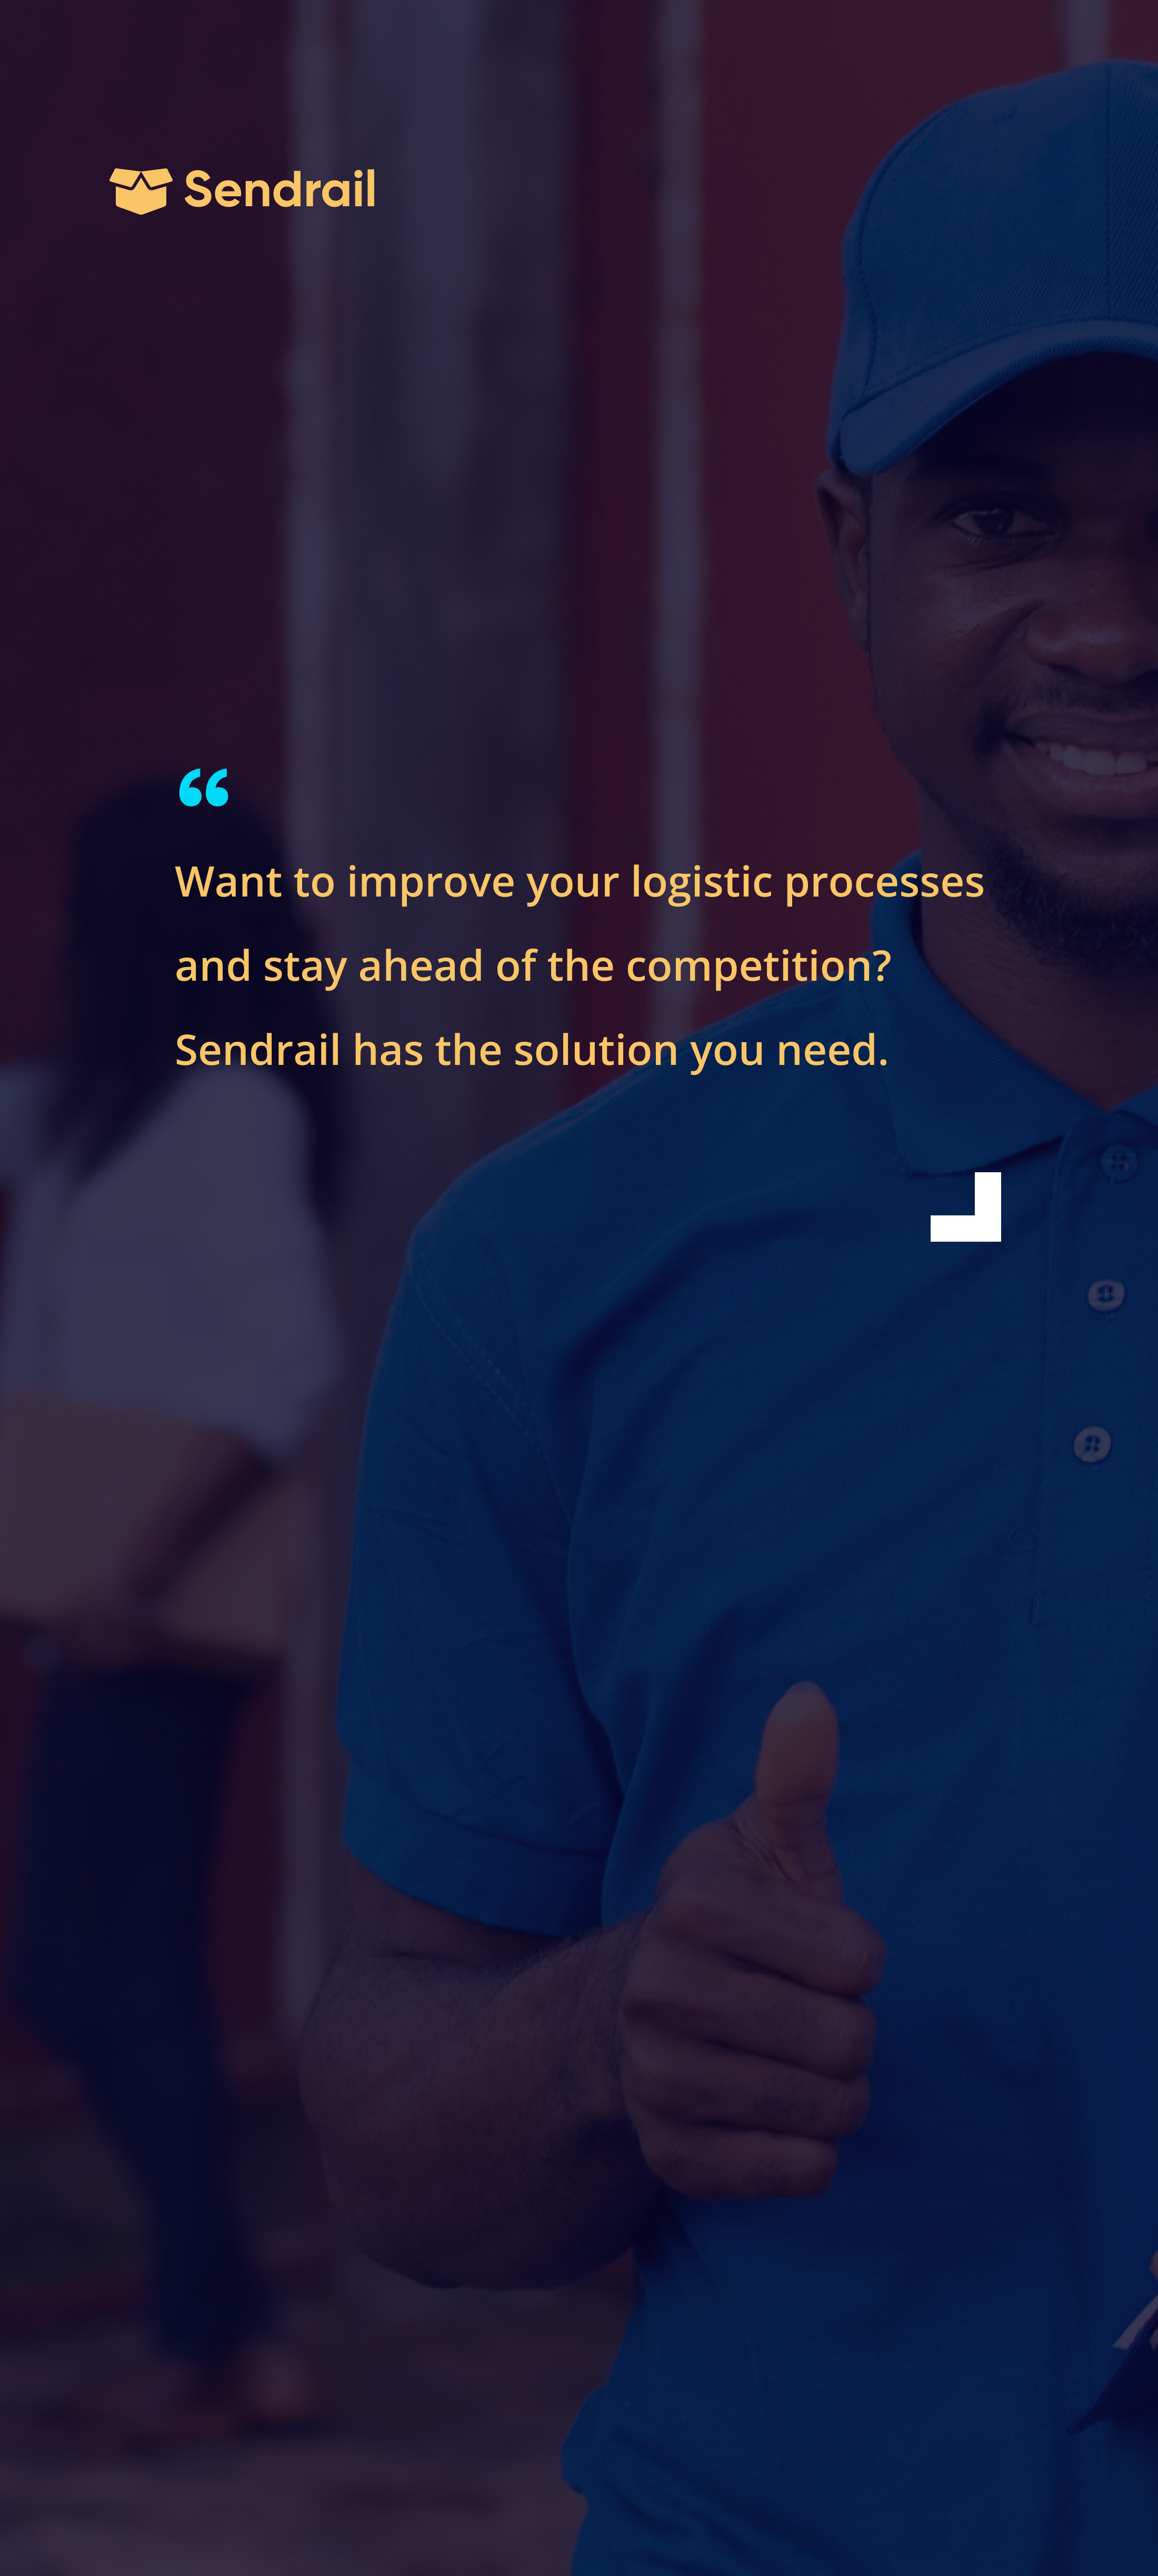 Sendrail
“
Want to improve your logistic processes
and stay ahead of the competition?
Sendrail has the solution you need.